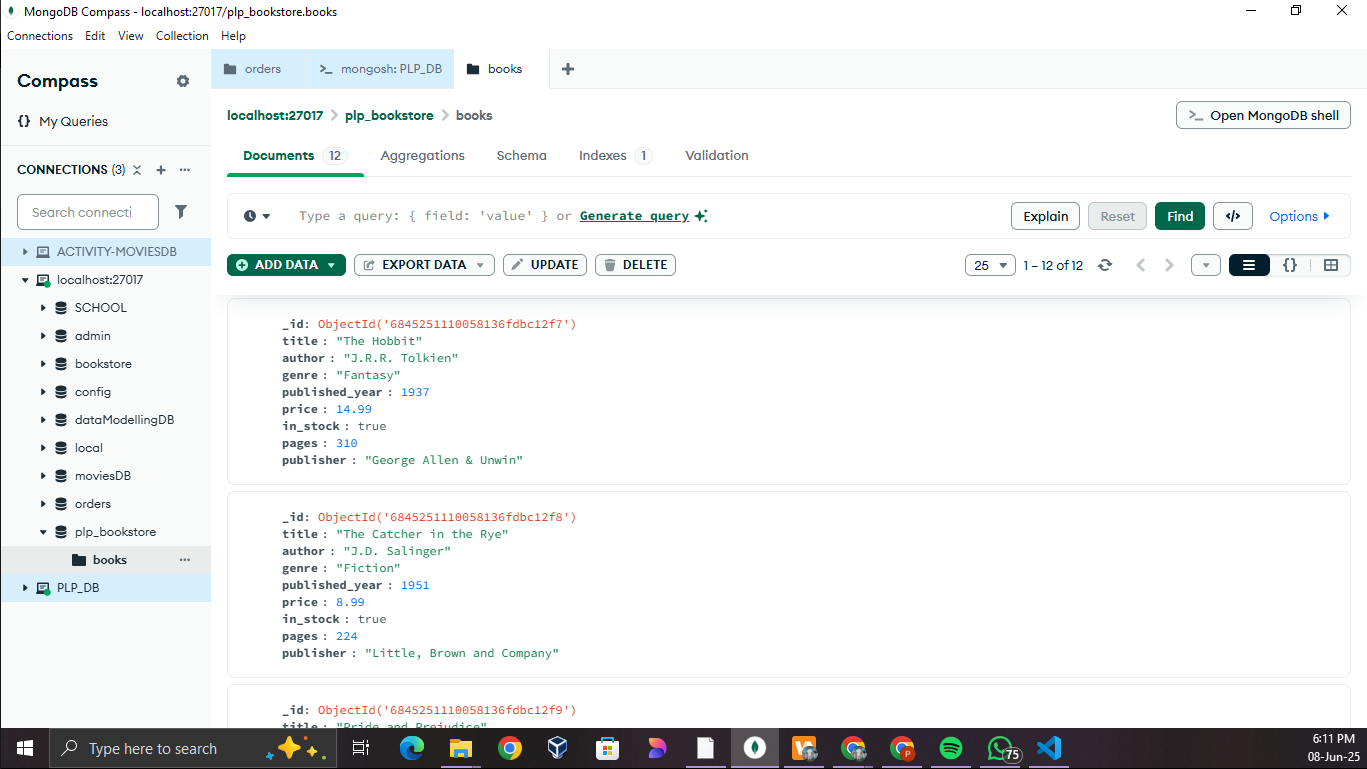 MongoDB Compass - localhost:27017/plp_bookstore.books
Connections Edit View Collection Help
Compass
{} My Queries
CONNECTIONS (3)
Search connecti
ACTIVITY-MOVIESDB
localhost:27017
SCHOOL
admin
bookstore
config
dataModellingDB
local
moviesDB
orders
plp_bookstore
books
PLP_DB
orders
mongosh: PLP_DB
books
localhost:27017 > plp_bookstore > books
>_ Open MongoDB shell
Documents 12 Aggregations Schema Indexes 1 Validation
Type a query: { field: 'value' } or Generate query
Explain Reset Find </> Options
ADD DATA EXPORT DATA UPDATE DELETE
25 1 – 12 of 12 {}
_id: ObjectId('6845251110058136fdbc12f7')
title : "The Hobbit"
author : "J.R.R. Tolkien"
genre : "Fantasy"
published_year : 1937
price : 14.99
in_stock : true
pages : 310
publisher : "George Allen & Unwin"
_id: ObjectId('6845251110058136fdbc12f8')
title : "The Catcher in the Rye"
author : "J.D. Salinger"
genre : "Fiction"
published_year : 1951
price : 8.99
in_stock : true
pages : 224
publisher : "Little, Brown and Company"
_id: ObjectId('6845251110058136fdbc12f9')
title : "Pride and Prejudice"
Type here to search
75
6:11 PM
08-Jun-25